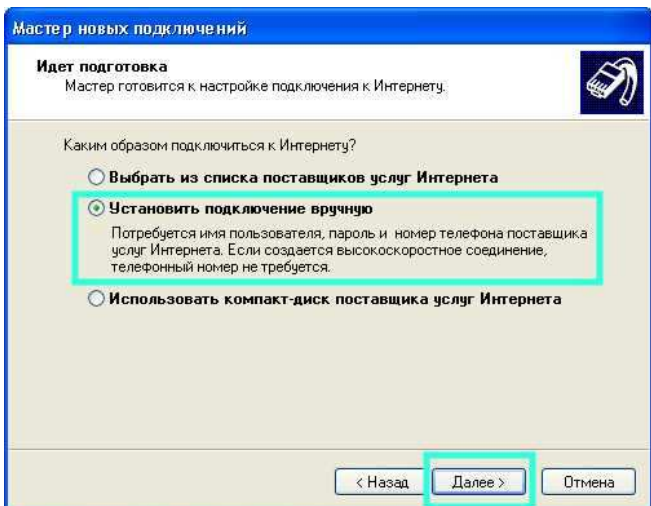 Мастер новых подключений
Идет подготовка
Мастер готовится к настройке подключения к Интернету.
Каким образом подключиться к Интернету?
Выбрать из списка поставщиков услуг Интернета
Установить подключение вручную
Потребуется имя пользователя, пароль и номер телефона поставщика
услуг Интернета. Если создается высокоскоростное соединение,
телефонный номер не требуется.
Использовать компакт-диск поставщика услуг Интернета
< Назад
Далее >
Отмена